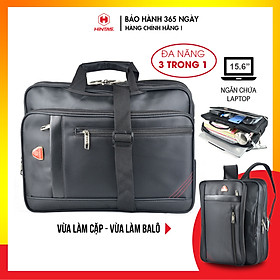 HANTME
BẢO HÀNH 365 NGÀY
HÀNG CHÍNH HÃNG !
ĐA NĂNG
3 TRONG 1
15.6"
NGĂN CHỨA
LAPTOP
VỪA LÀM CẶP - VỪA LÀM BALÔ